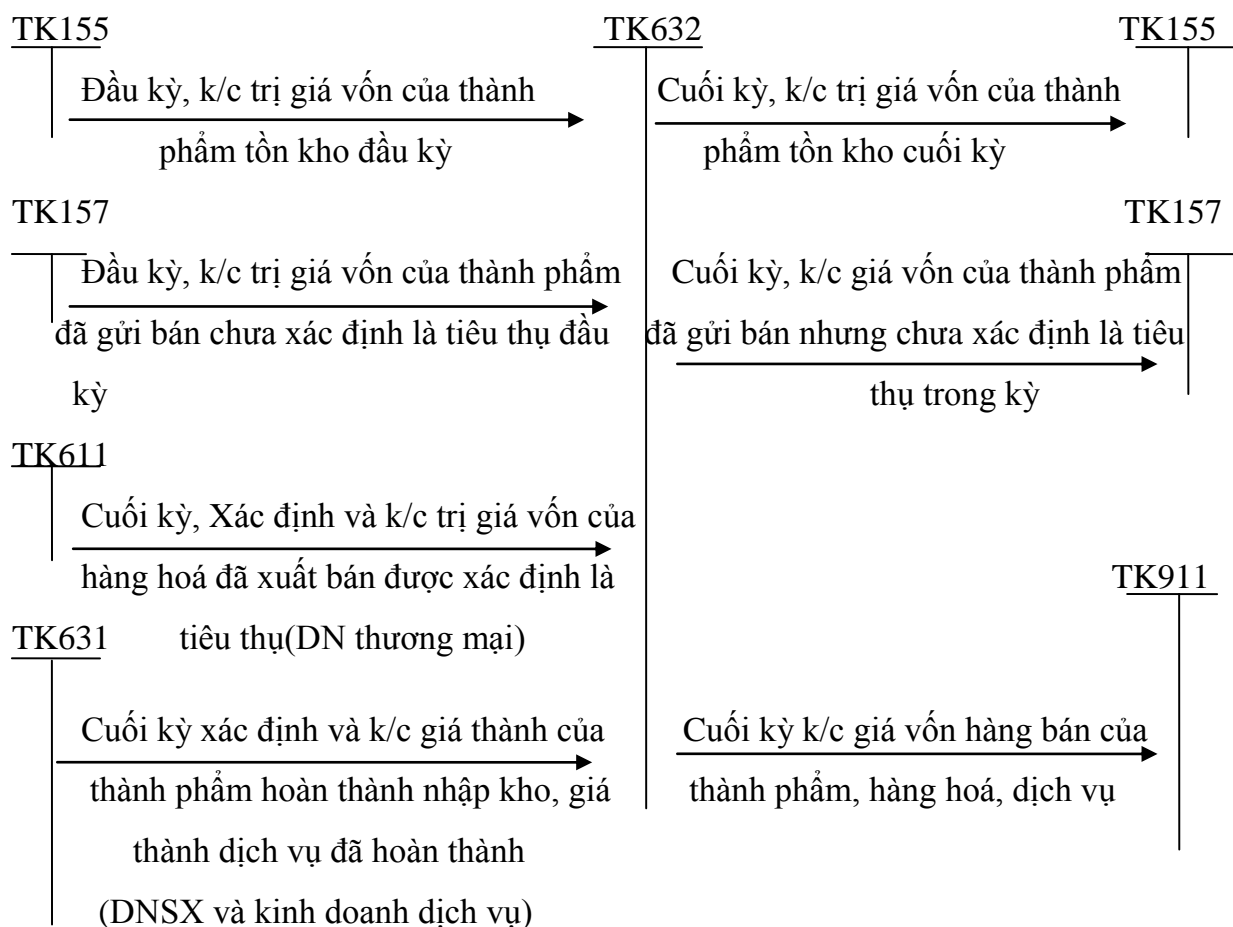 TK155
TK632
TK155
Đầu kỳ, k/c trị giá vốn của thành
phẩm tồn kho đầu kỳ
Cuối kỳ, k/c trị giá vốn của thành
phẩm tồn kho cuối kỳ
TK157
TK157
Đầu kỳ, k/c trị giá vốn của thành phẩm
đã gửi bán chưa xác định là tiêu thụ đầu
kỳ
Cuối kỳ, k/c giá vốn của thành phẩm
đã gửi bán nhưng chưa xác định là tiêu
thụ trong kỳ
TK611
Cuối kỳ, Xác định và k/c trị giá vốn của
hàng hoá đã xuất bán được xác định là
tiêu thụ(DN thương mại)
TK911
TK631
Cuối kỳ xác định và k/c giá thành của
thành phẩm hoàn thành nhập kho, giá
thành dịch vụ đã hoàn thành
(DNSX và kinh doanh dịch vụ)
Cuối kỳ k/c giá vốn hàng bán của
thành phẩm, hàng hoá, dịch vụ